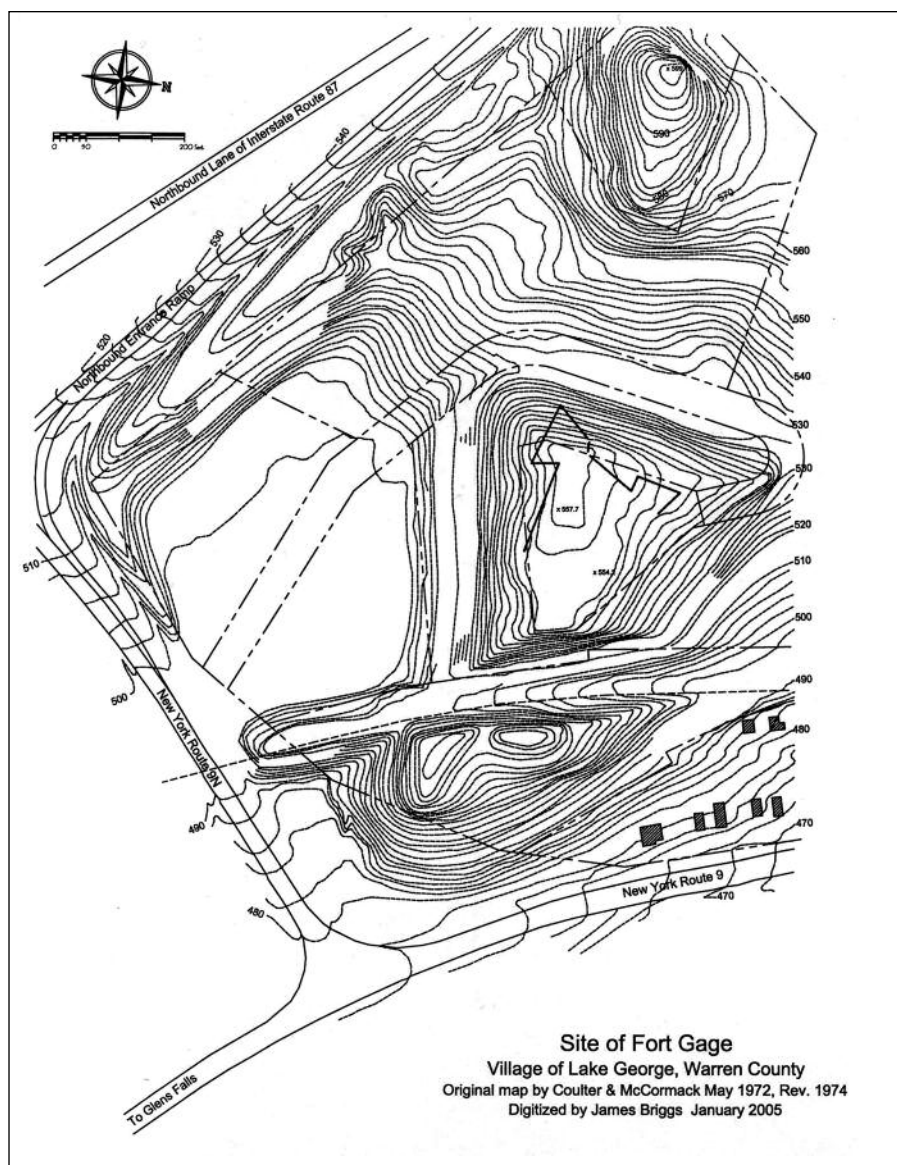 N
0 50 200 feet
Northbound Lane of Interstate Route 87
540
530
Northbound Entrance Ramp
520
590
580
570
560
550
540
530
530
520
510
500
490
480
470
x 557.7
510
500
New York Route 9N
490
480
New York Route 9
470
To Glens Falls
Site of Fort Gage
Village of Lake George, Warren County
Original map by Coulter & McCormack May 1972, Rev. 1974
Digitized by James Briggs January 2005